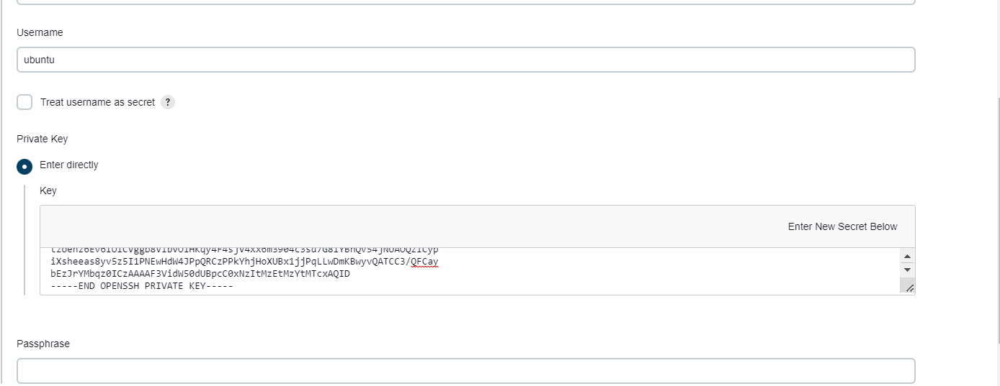 Username
ubuntu
Treat username as secret ?
Private Key
Enter directly
Key
Enter New Secret Below
iXsheeas8yv5z5I1PNEwHdW4JPpQRCzPPkYhjHoXUBx1jjPqLLwDmKBwyvQATCC3/QFCay
bEzJrYMbqz0ICzAAAAF3VidW50dUBpcC0xNzItMzEtMzYtMTcxAQID
-----END OPENSSH PRIVATE KEY-----
Passphrase